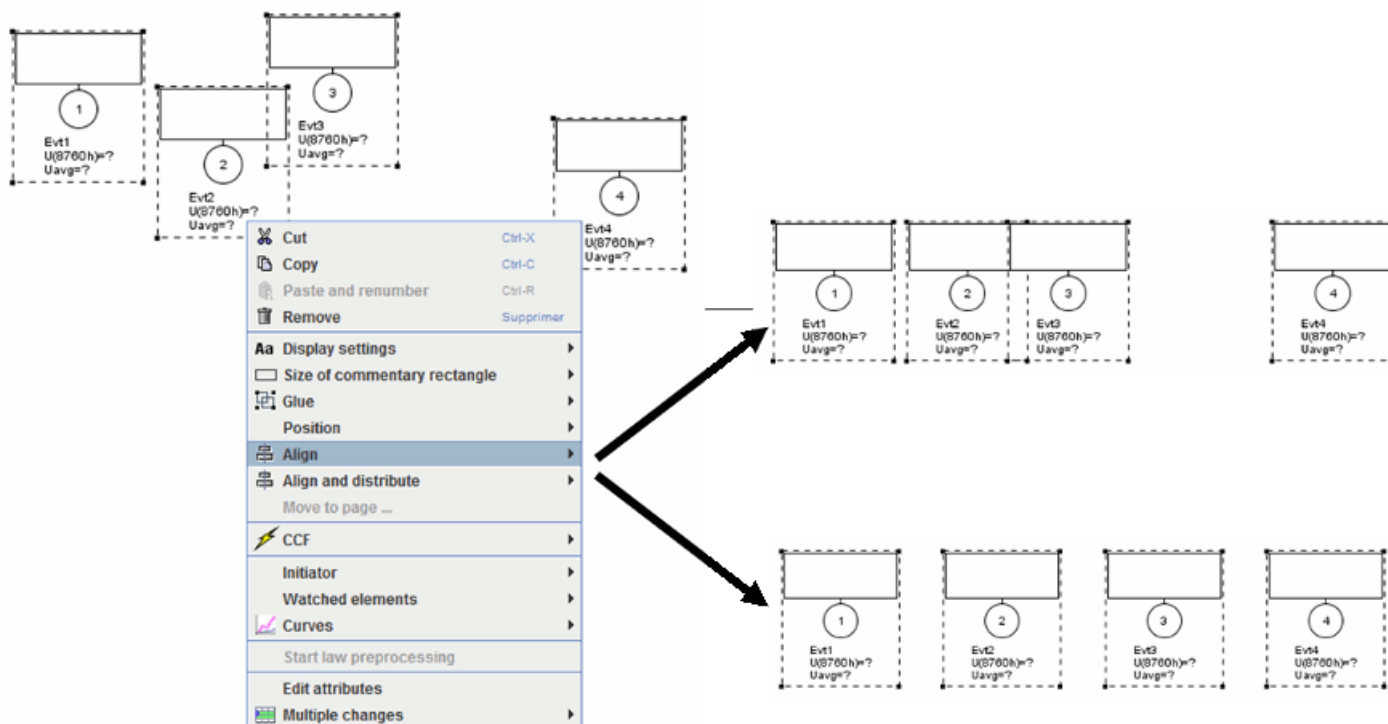 1
Evt1
U(8760h)=?
Uavg=?
2
Evt2
U(8760h)=?
Uavg=?
3
Evt3
U(8760h)=?
Uavg=?
4
Evt4
U(8760h)=?
Uavg=?
Cut Ctrl-X
Copy Ctrl-C
Paste and renumber Ctrl-R
Remove Supprimer
Aa Display settings
Size of commentary rectangle
Glue
Position
Align
Align and distribute
Move to page ...
CCF
Initiator
Watched elements
Curves
Start law preprocessing
Edit attributes
Multiple changes
1
Evt1
U(8760h)=?
Uavg=?
2
Evt2
U(8760h)=?
Uavg=?
3
Evt3
U(8760h)=?
Uavg=?
4
Evt4
U(8760h)=?
Uavg=?
1
Evt1
U(8760h)=?
Uavg=?
2
Evt2
U(8760h)=?
Uavg=?
3
Evt3
U(8760h)=?
Uavg=?
4
Evt4
U(8760h)=?
Uavg=?